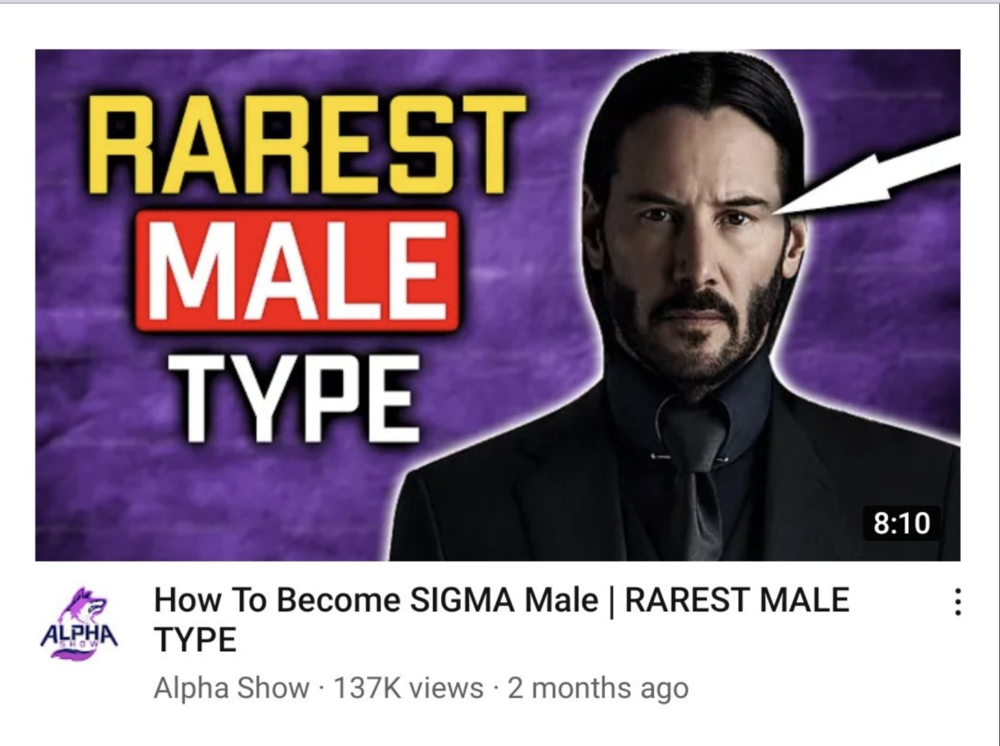 RAREST
MALE
TYPE
8:10
ALPHA
SHOW
How To Become SIGMA Male | RAREST MALE
TYPE
Alpha Show · 137K views · 2 months ago